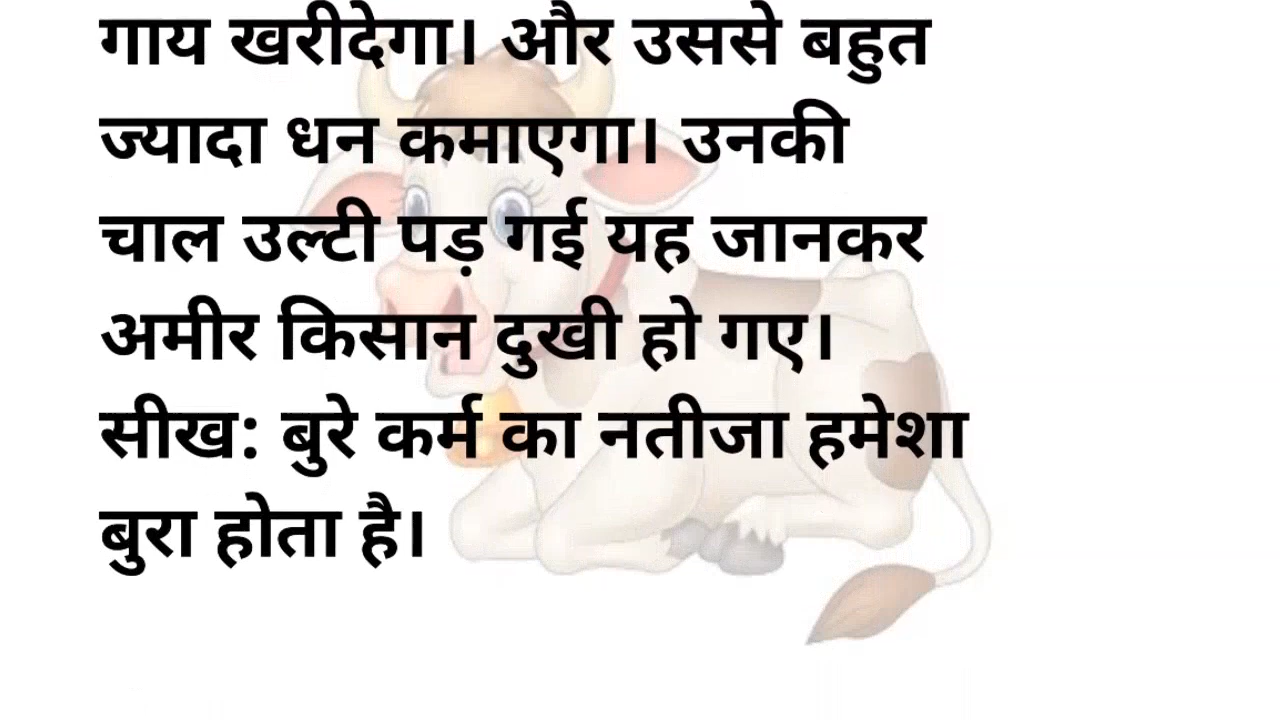 गाय खरीदेगा। और उससे बहुत
ज्यादा धन कमाएगा। उनकी
चाल उल्टी पड़ गई यह जानकर
अमीर किसान दुखी हो गए।
सीख: बुरे कर्म का नतीजा हमेशा
बुरा होता है।